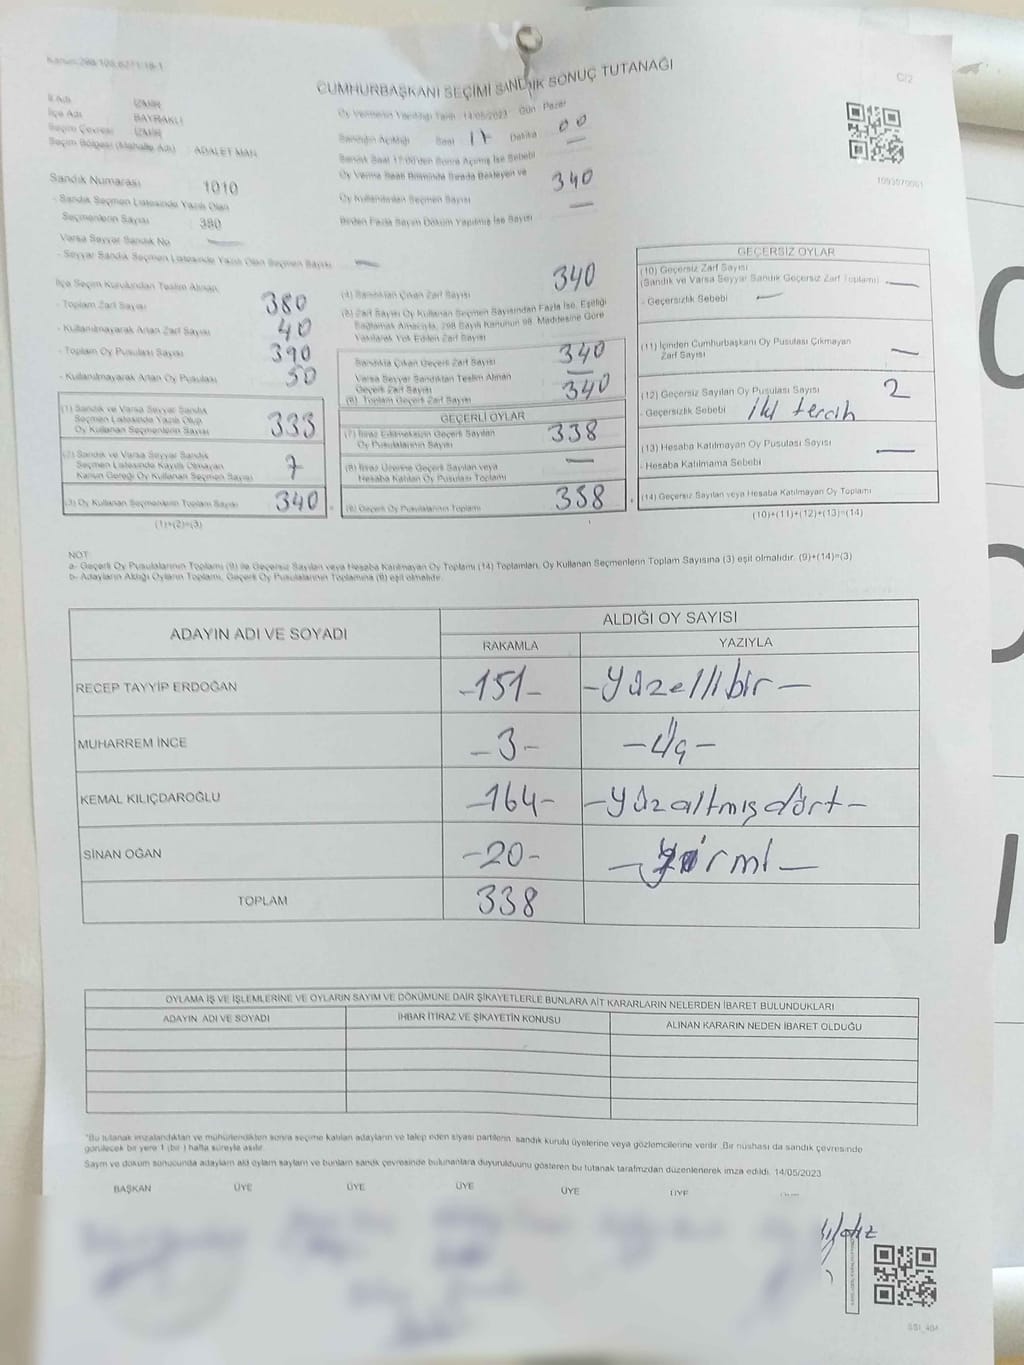 CUMHURBAŞKANI SEÇİMİ SANDIK SONUÇ TUTANAĞI
C/2
İl Adı İZMİR
İlçe Adı BAYRAKLI
Seçim Çevresi İZMİR
Seçim Bölgesi (Mahalle Adı) ADALET MAH.
Oy Vermenin Yapıldığı Tarih 14/05/2023 Gün Pazar
Sandığın Açıldığı Saat 17 Dakika 00
Sandık Saat 17:00'den Sonra Açılmış İse Sebebi —
Oy Verme Saati Bitiminde Sırada Bekleyen ve
Oy Kullandırılan Seçmen Sayısı 340
Birden Fazla Sayım Döküm Yapılmış İse Sayısı —
1093570001
Sandık Numarası 1010
- Sandık Seçmen Listesinde Yazılı Olan
Seçmenlerin Sayısı 380
Varsa Seyyar Sandık No —
- Seyyar Sandık Seçmen Listesinde Yazılı Olan Seçmen Sayısı —
İlçe Seçim Kurulundan Teslim Alınan
- Toplam Zarf Sayısı 380
- Kullanılmayarak Artan Zarf Sayısı 40
- Toplam Oy Pusulası Sayısı 390
- Kullanılmayarak Artan Oy Pusulası 50
(1) Sandık ve Varsa Seyyar Sandık
Seçmen Listesinde Yazılı Olup
Oy Kullanan Seçmenlerin Sayısı 333
(2) Sandık ve Varsa Seyyar Sandık
Seçmen Listesinde Kayıtlı Olmayan
Kanun Gereği Oy Kullanan Seçmen Sayısı 7
(3) Oy Kullanan Seçmenlerin Toplam Sayısı 340
(1)+(2)=(3)
(4) Sandıktan Çıkan Zarf Sayısı 340
(5) Zarf Sayısı Oy Kullanan Seçmen Sayısından Fazla İse, Eşitliği
Sağlamak Amacıyla, 298 Sayılı Kanunun 98. Maddesine Göre
Yakılarak Yok Edilen Zarf Sayısı
Sandıkta Çıkan Geçerli Zarf Sayısı 340
Varsa Seyyar Sandıktan Teslim Alınan
Geçerli Zarf Sayısı —
(6) Toplam Geçerli Zarf Sayısı 340
GEÇERLİ OYLAR
(7) İtiraz Edilmeksizin Geçerli Sayılan
Oy Pusulalarının Sayısı 338
(8) İtiraz Üzerine Geçerli Sayılan veya
Hesaba Katılan Oy Pusulası Toplamı —
(9) Geçerli Oy Pusulalarının Toplamı 338
GEÇERSİZ OYLAR
(10) Geçersiz Zarf Sayısı
(Sandık ve Varsa Seyyar Sandık Geçersiz Zarf Toplamı) —
- Geçersizlik Sebebi —
(11) İçinden Cumhurbaşkanı Oy Pusulası Çıkmayan
Zarf Sayısı —
(12) Geçersiz Sayılan Oy Pusulası Sayısı 2
- Geçersizlik Sebebi iki tercih
(13) Hesaba Katılmayan Oy Pusulası Sayısı —
- Hesaba Katılmama Sebebi
(14) Geçersiz Sayılan veya Hesaba Katılmayan Oy Toplamı
(10)+(11)+(12)+(13)=(14)
NOT:
a- Geçerli Oy Pusulalarının Toplamı (9) ile Geçersiz Sayılan veya Hesaba Katılmayan Oy Toplamı (14) Toplamları, Oy Kullanan Seçmenlerin Toplam Sayısına (3) eşit olmalıdır. (9)+(14)=(3)
b- Adayların Aldığı Oyların Toplamı, Geçerli Oy Pusulalarının Toplamına (9) eşit olmalıdır.
ADAYIN ADI VE SOYADI ALDIĞI OY SAYISI
RAKAMLA YAZIYLA
RECEP TAYYİP ERDOĞAN -151- -Yüzellibir-
MUHARREM İNCE -3- -Üç-
KEMAL KILIÇDAROĞLU -164- -Yüzaltmışdört-
SİNAN OĞAN -20- -Yirmi-
TOPLAM 338
OYLAMA İŞ VE İŞLEMLERİNE VE OYLARIN SAYIM VE DÖKÜMÜNE DAİR ŞİKAYETLERLE BUNLARA AİT KARARLARIN NELERDEN İBARET BULUNDUKLARI
ADAYIN ADI VE SOYADI İHBAR İTİRAZ VE ŞİKAYETİN KONUSU ALINAN KARARIN NEDEN İBARET OLDUĞU
*Bu tutanak imzalandıktan ve mühürlendikten sonra seçime katılan adayların ve talep eden siyasi partilerin, sandık kurulu üyelerine veya gözlemcilerine verilir. Bir nüshası da sandık çevresinde
görülecek bir yere 1 (bir) hafta süreyle asılır.
Sayım ve döküm sonucunda adayların aldığı oyların sayıları ve bunların sandık çevresinde bulunanlara duyurulduğunu gösteren bu tutanak tarafımızdan düzenlenerek imza edildi. 14/05/2023
BAŞKAN ÜYE ÜYE ÜYE ÜYE ÜYE